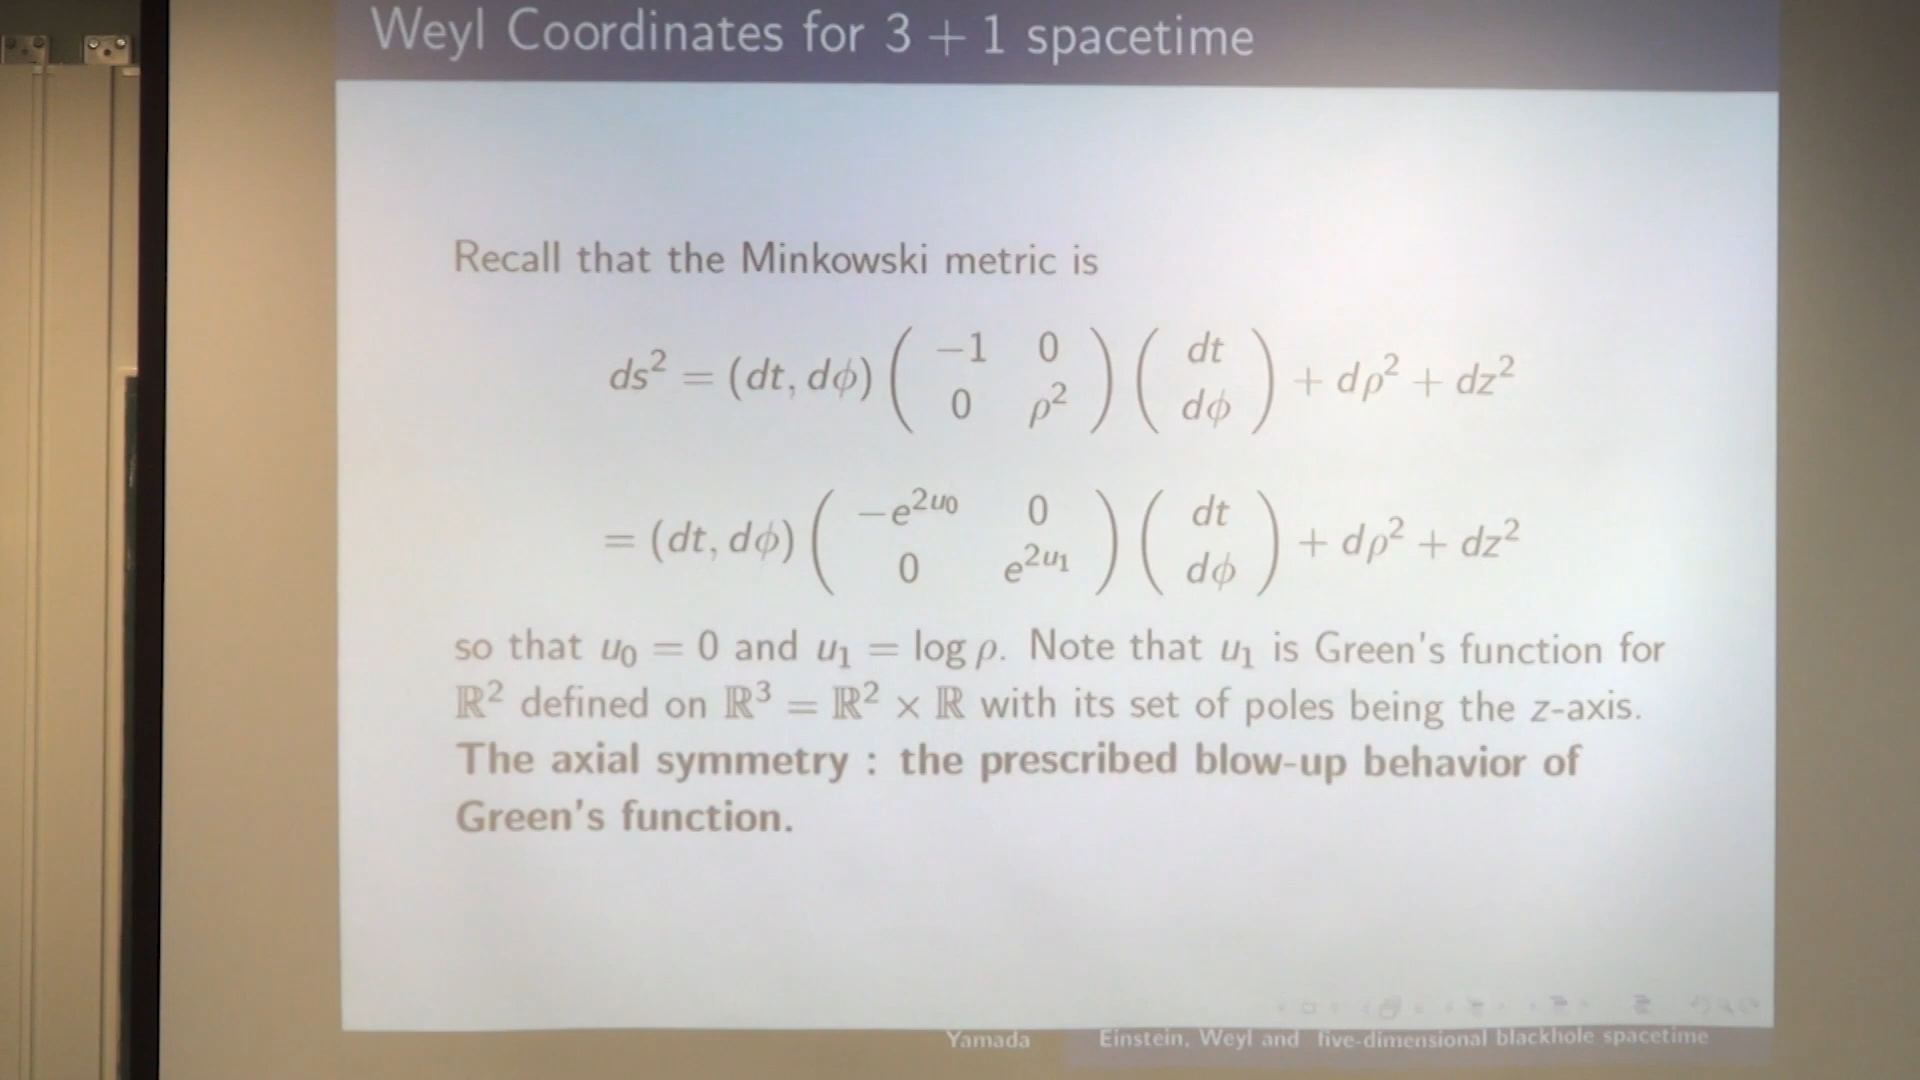 Weyl Coordinates for 3 + 1 spacetime
Recall that the Minkowski metric is
ds² = (dt, dϕ) ( −1 0 ; 0 ρ² ) ( dt ; dϕ ) + dρ² + dz²
= (dt, dϕ) ( −e^{2u₀} 0 ; 0 e^{2u₁} ) ( dt ; dϕ ) + dρ² + dz²
so that u₀ = 0 and u₁ = log ρ. Note that u₁ is Green's function for
ℝ² defined on ℝ³ = ℝ² × ℝ with its set of poles being the z-axis.
The axial symmetry : the prescribed blow-up behavior of
Green's function.
Yamada Einstein, Weyl and five-dimensional blackhole spacetime